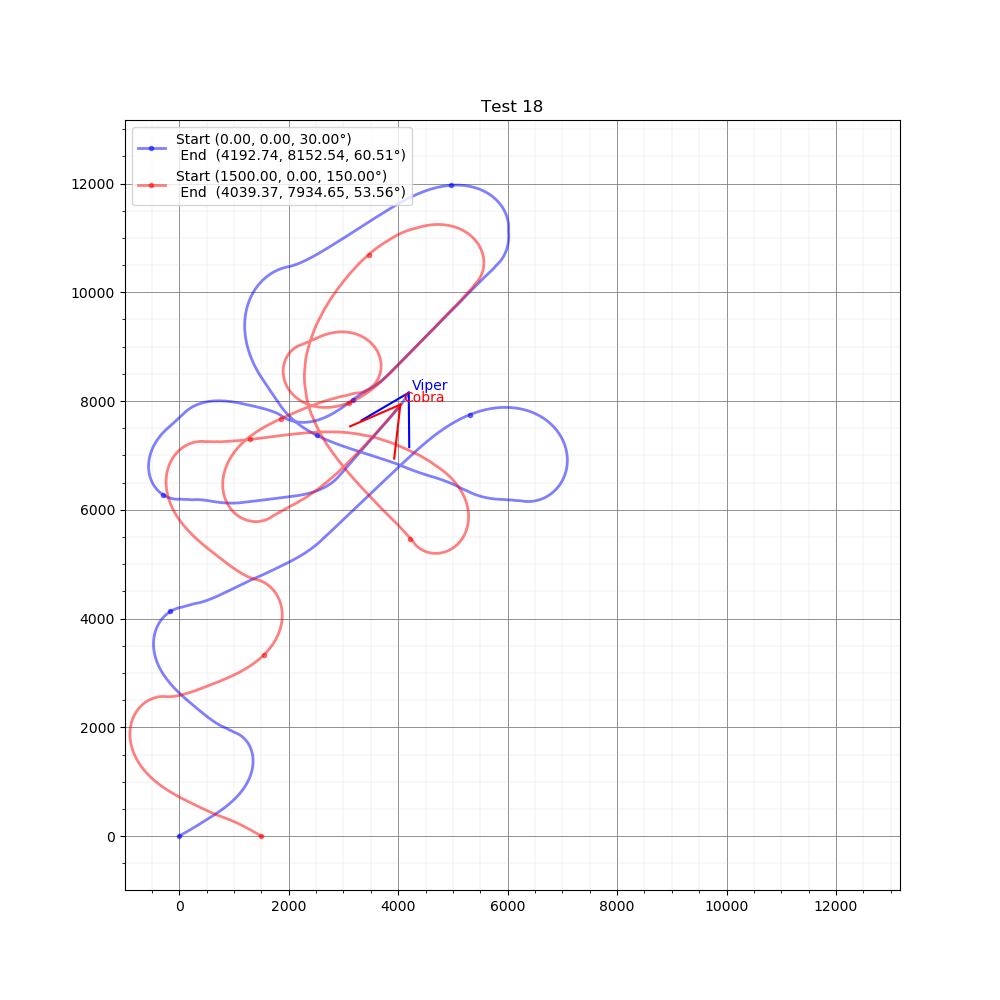 Test 18
Start (0.00, 0.00, 30.00°)
End (4192.74, 8152.54, 60.51°)
Start (1500.00, 0.00, 150.00°)
End (4039.37, 7934.65, 53.56°)
12000
10000
8000
6000
4000
2000
0
Viper
Cobra
0 2000 4000 6000 8000 10000 12000